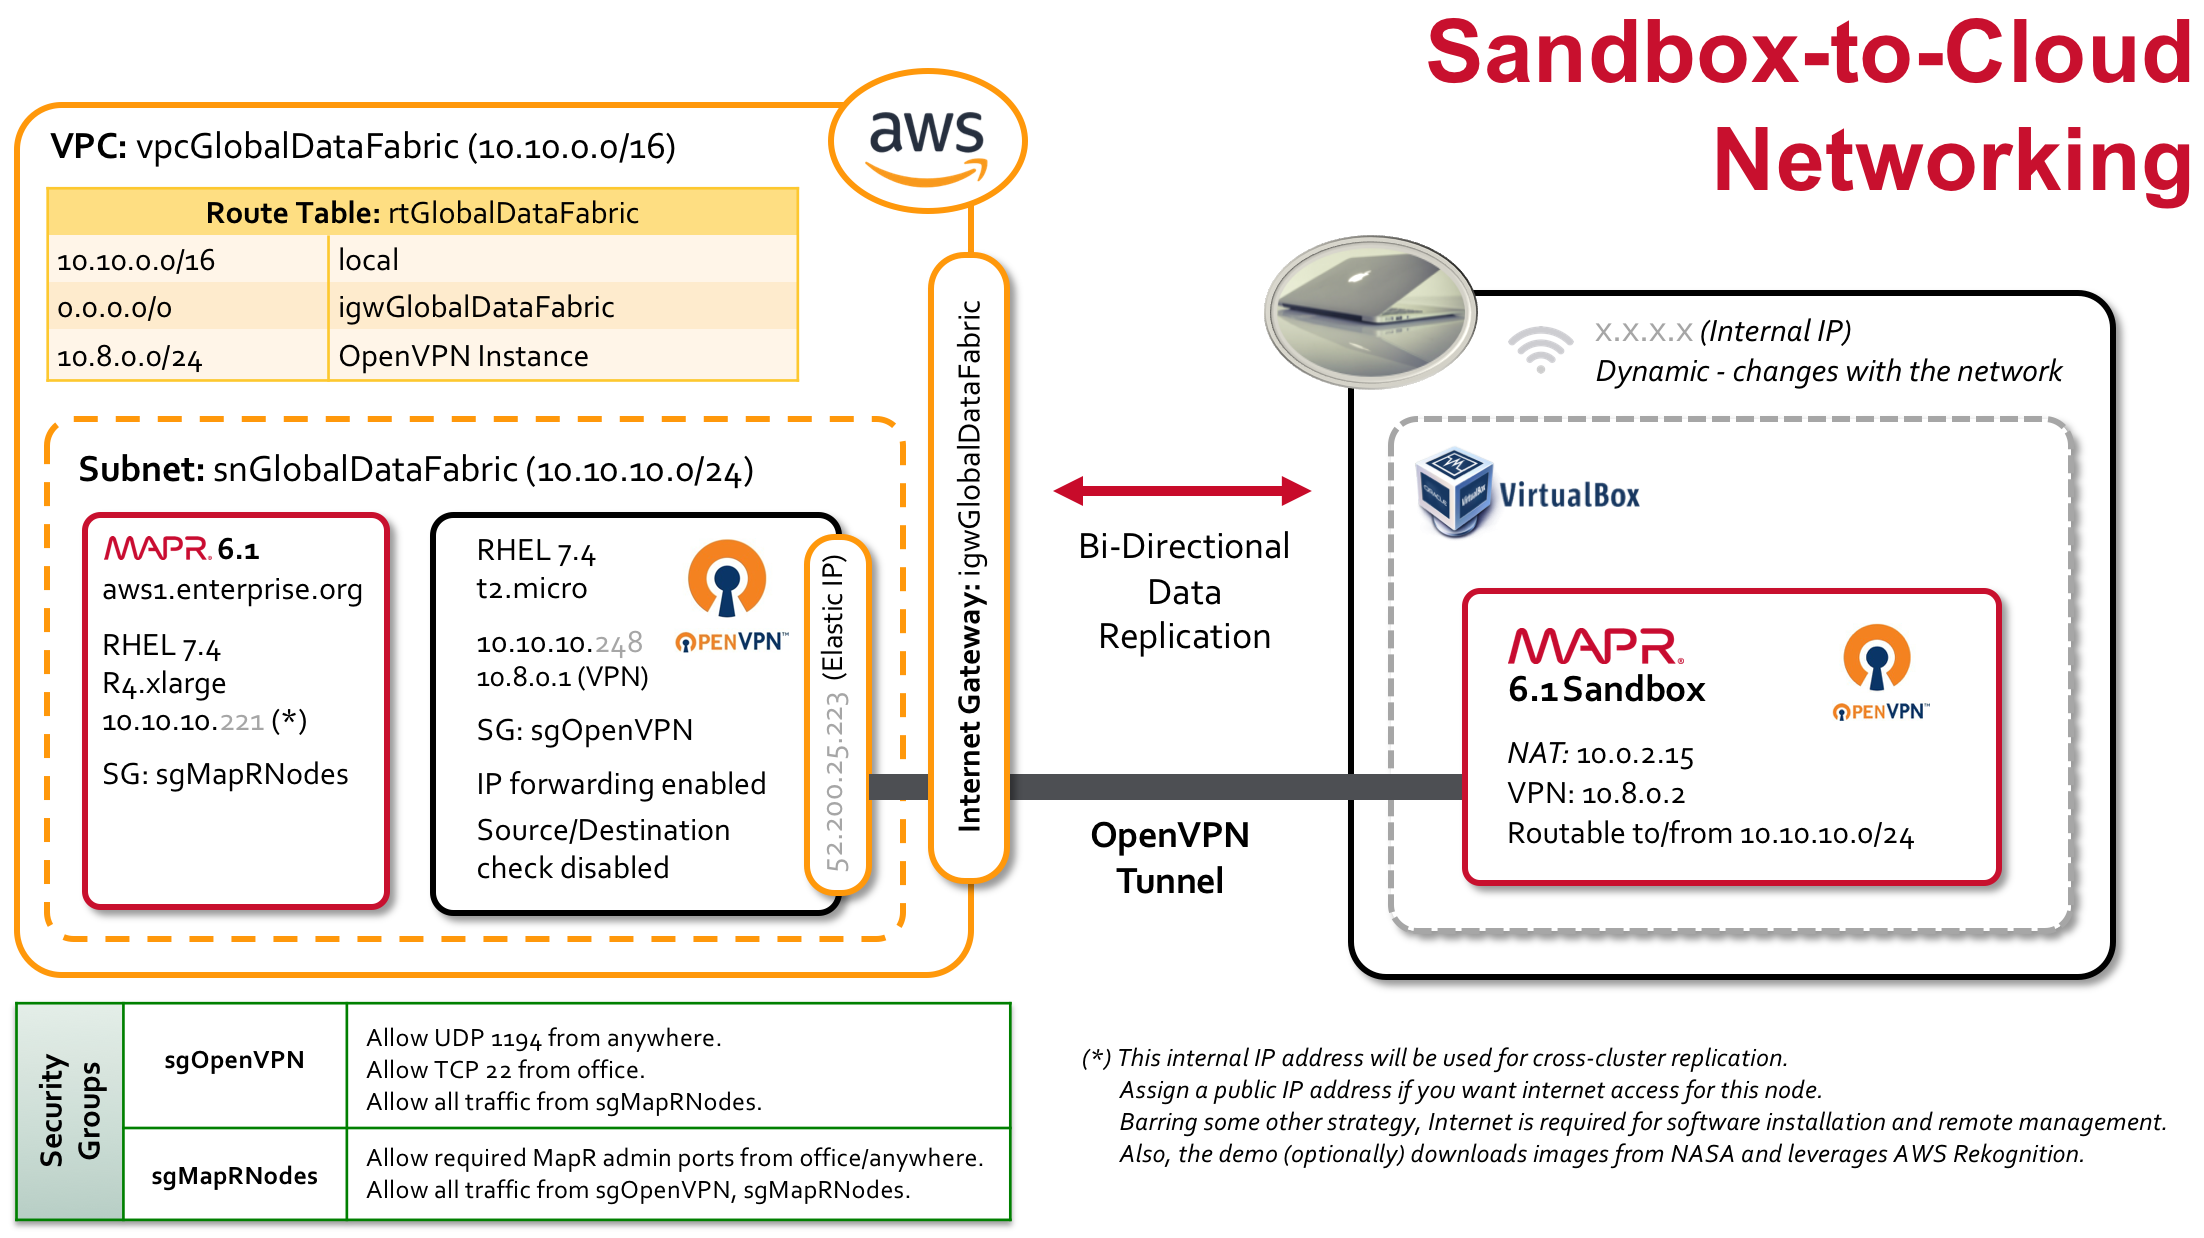 Sandbox-to-Cloud
Networking
aws
VPC: vpcGlobalDataFabric (10.10.0.0/16)
Route Table: rtGlobalDataFabric
10.10.0.0/16 local
0.0.0.0/0 igwGlobalDataFabric
10.8.0.0/24 OpenVPN Instance
Subnet: snGlobalDataFabric (10.10.10.0/24)
MAPR. 6.1
aws1.enterprise.org
RHEL 7.4
R4.xlarge
10.10.10.221 (*)
SG: sgMapRNodes
RHEL 7.4
t2.micro
OPENVPN™
10.10.10.248
10.8.0.1 (VPN)
SG: sgOpenVPN
IP forwarding enabled
Source/Destination
check disabled
52.200.25.223 (Elastic IP)
Internet Gateway: igwGlobalDataFabric
Bi-Directional
Data
Replication
OpenVPN
Tunnel
x.x.x.x (Internal IP)
Dynamic - changes with the network
ORACLE
VirtualBox
VirtualBox
MAPR®
6.1 Sandbox
OPENVPN™
NAT: 10.0.2.15
VPN: 10.8.0.2
Routable to/from 10.10.10.0/24
Security
Groups
sgOpenVPN
Allow UDP 1194 from anywhere.
Allow TCP 22 from office.
Allow all traffic from sgMapRNodes.
sgMapRNodes
Allow required MapR admin ports from office/anywhere.
Allow all traffic from sgOpenVPN, sgMapRNodes.
(*) This internal IP address will be used for cross-cluster replication.
Assign a public IP address if you want internet access for this node.
Barring some other strategy, Internet is required for software installation and remote management.
Also, the demo (optionally) downloads images from NASA and leverages AWS Rekognition.